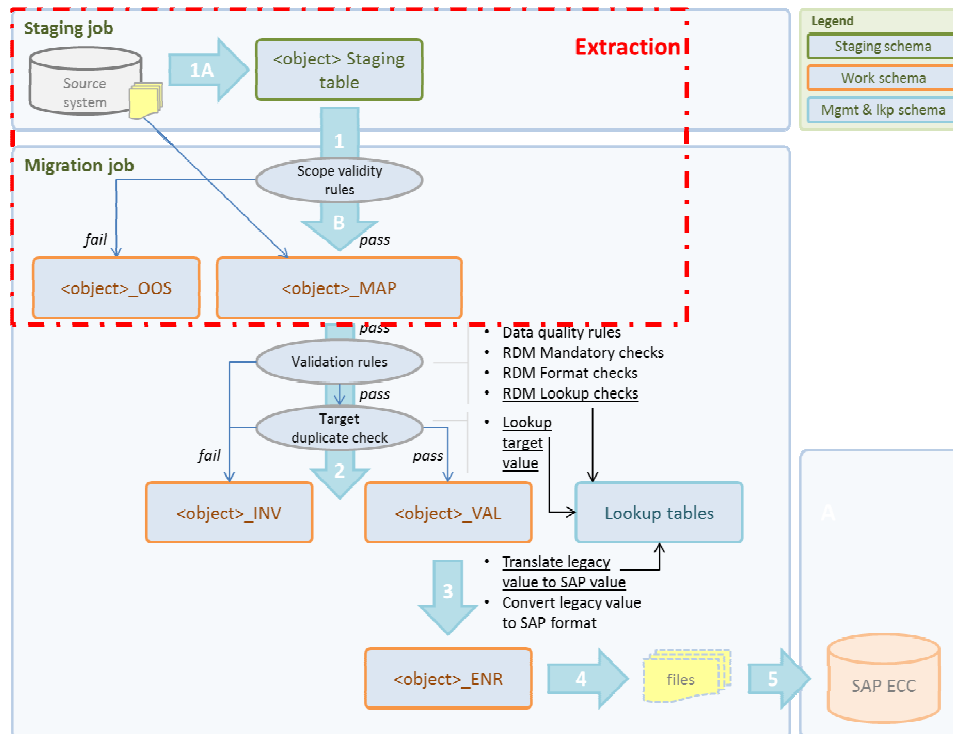 Staging job
Extraction
Source
system
1A
<object> Staging
table
Legend
Staging schema
Work schema
Mgmt & lkp schema
1
Migration job
Scope validity
rules
B
fail
pass
<object>_OOS
<object>_MAP
pass
Validation rules
• Data quality rules
• RDM Mandatory checks
• RDM Format checks
• RDM Lookup checks
pass
Target
duplicate check
• Lookup
target
value
fail
pass
2
<object>_INV
<object>_VAL
Lookup tables
A
3
• Translate legacy
value to SAP value
• Convert legacy value
to SAP format
<object>_ENR
4
files
5
SAP ECC